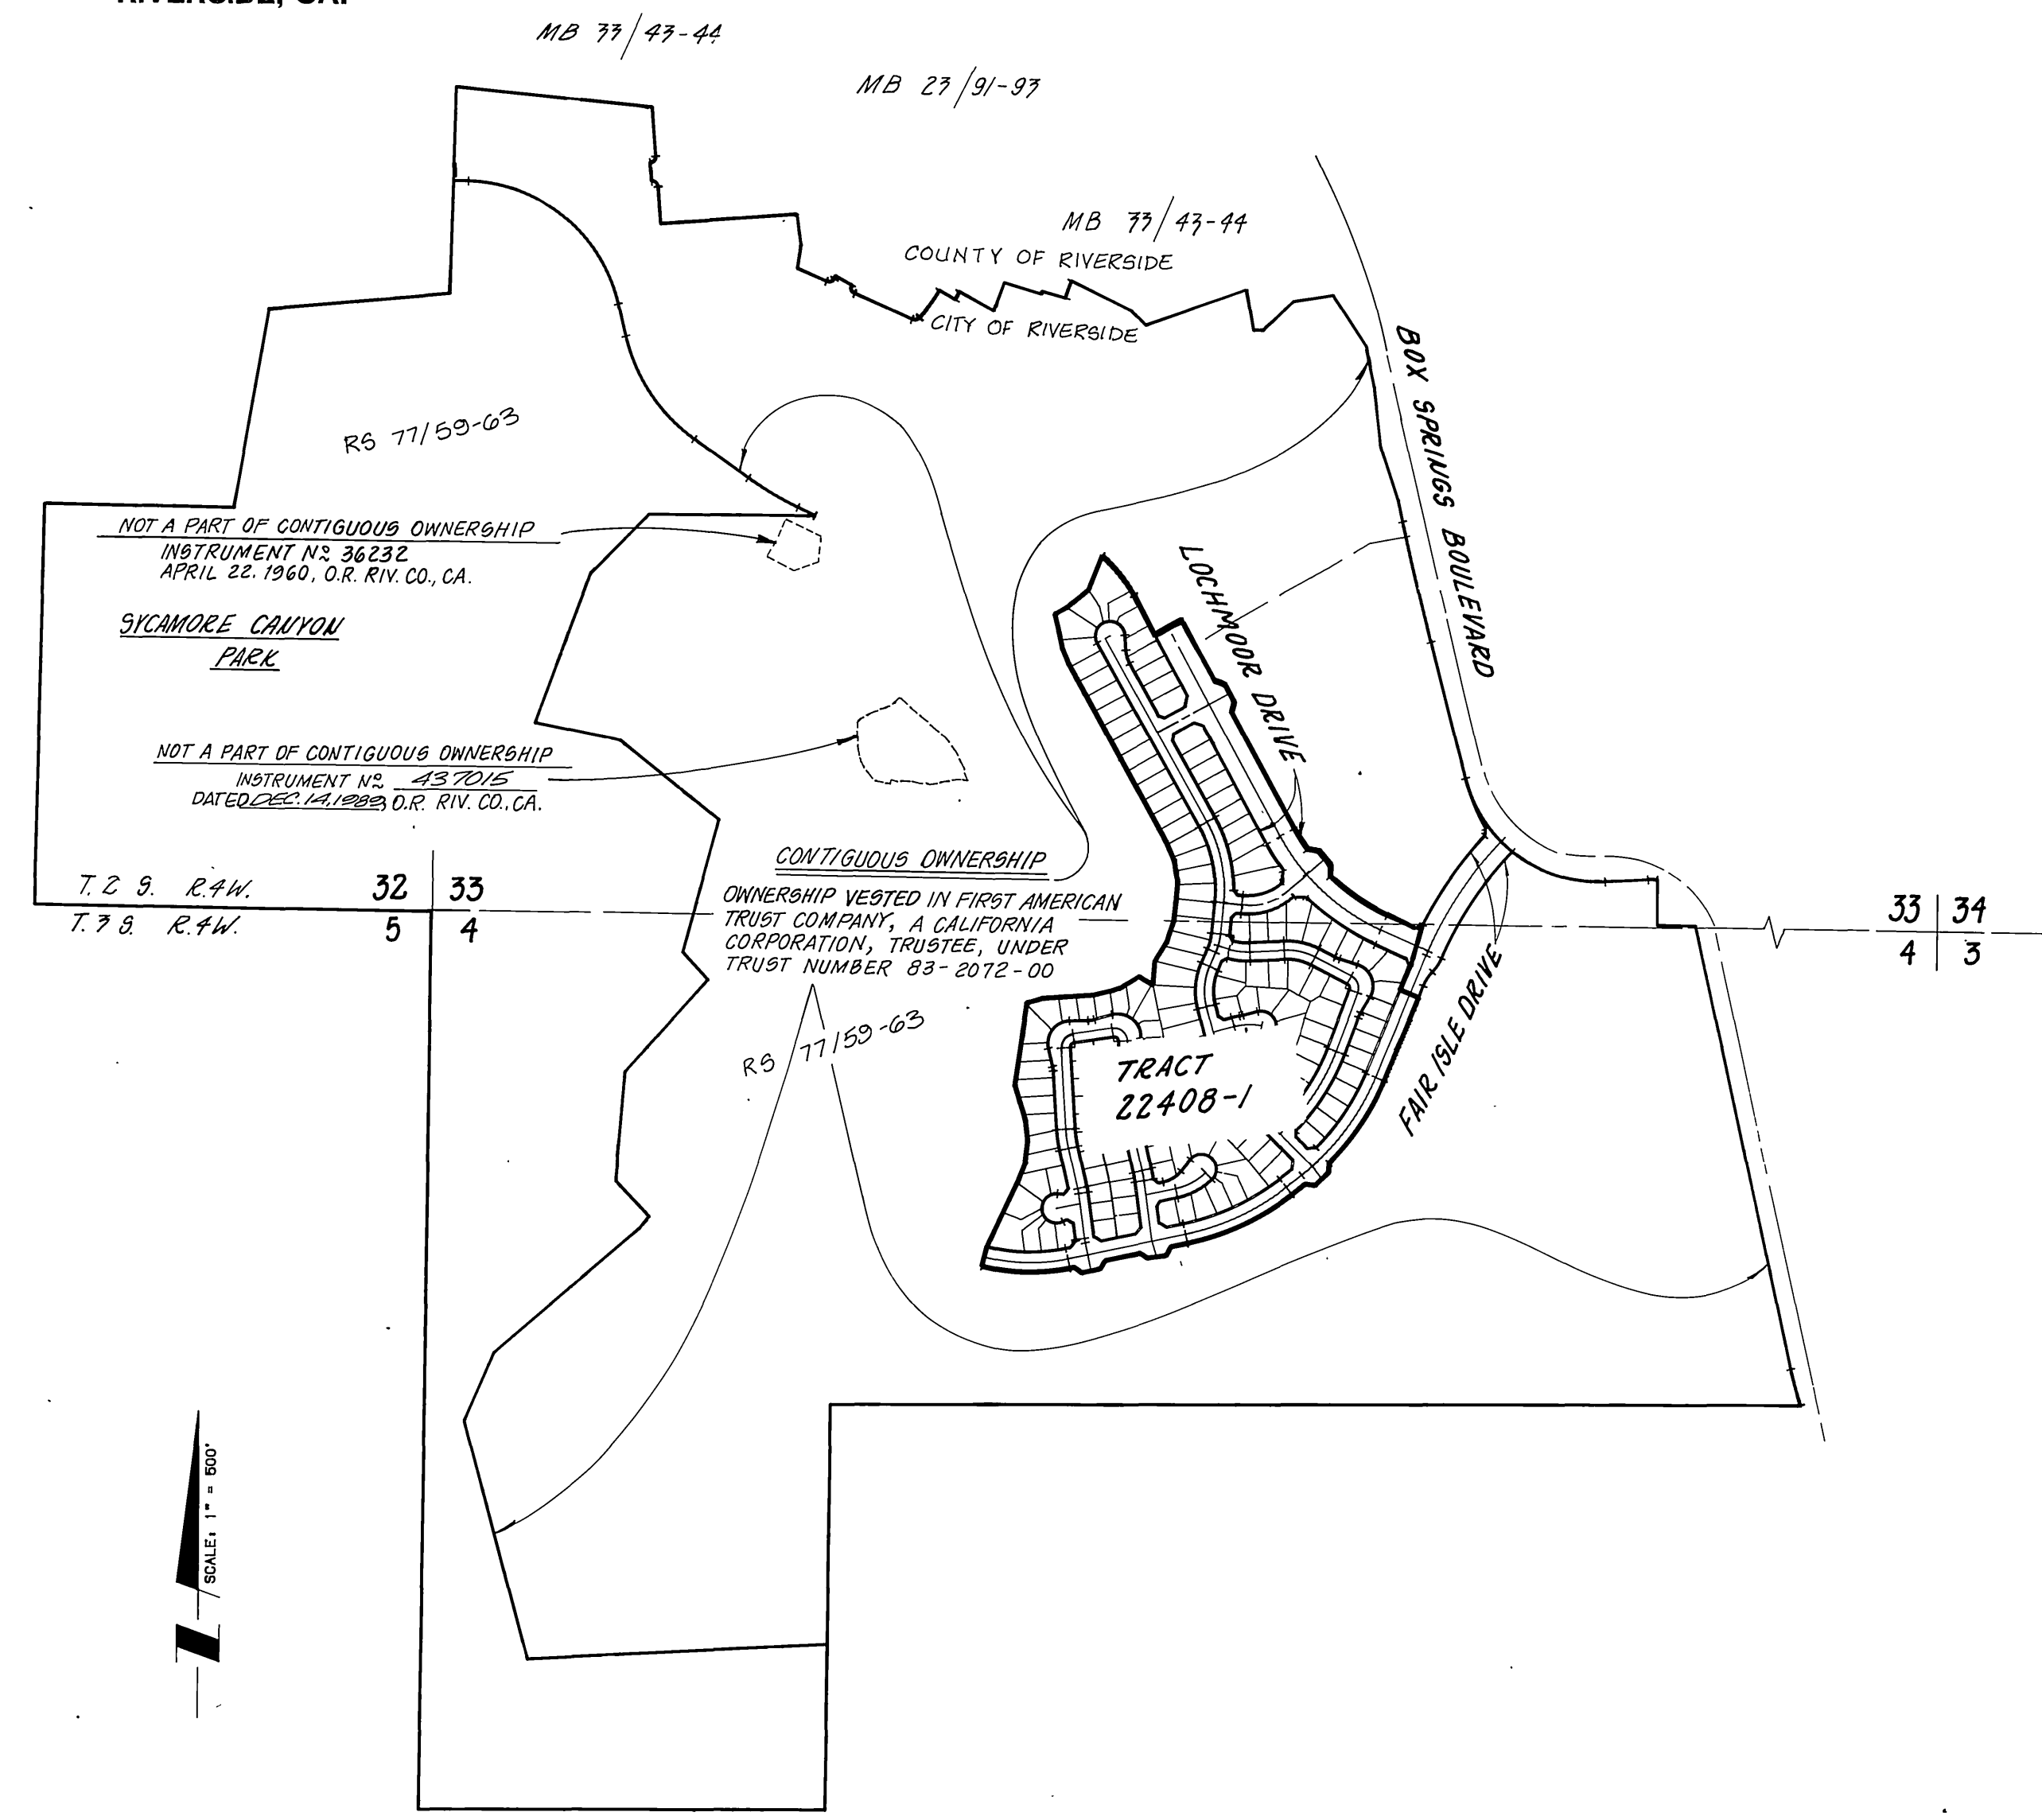 MB 33/43-44
MB 23/91-93
MB 33/43-44
COUNTY OF RIVERSIDE
CITY OF RIVERSIDE
BOX SPRINGS BOULEVARD
RS 77/59-63
NOT A PART OF CONTIGUOUS OWNERSHIP
INSTRUMENT Nº 36232
APRIL 22. 1960, O.R. RIV. CO., CA.
LOCHMOOR DRIVE
SYCAMORE CANYON
PARK
NOT A PART OF CONTIGUOUS OWNERSHIP
INSTRUMENT Nº 437015
DATED DEC. 14, 1989, O.R. RIV. CO., CA.
CONTIGUOUS OWNERSHIP
OWNERSHIP VESTED IN FIRST AMERICAN
TRUST COMPANY, A CALIFORNIA
CORPORATION, TRUSTEE, UNDER
TRUST NUMBER 83-2072-00
T. 2 S. R. 4W. 32 33
T. 3 S. R. 4W. 5 4
33 34
4 3
RS 77/59-63
TRACT
22408-1
FAIR ISLE DRIVE
SCALE: 1" = 500'
N